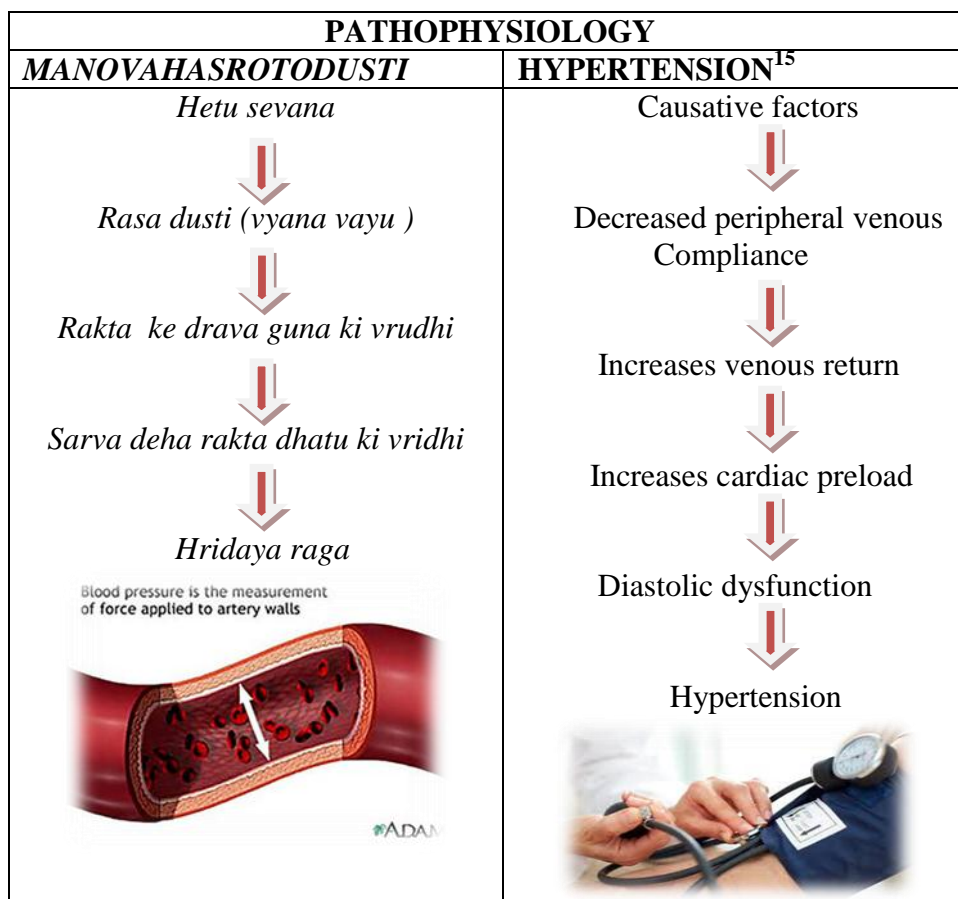 PATHOPHYSIOLOGY
MANOVAHASROTODUSTI
Hetu sevana
Rasa dusti (vyana vayu )
Rakta ke drava guna ki vrudhi
Sarva deha rakta dhatu ki vridhi
Hridaya raga
Blood pressure is the measurement
of force applied to artery walls
ADAM
HYPERTENSION15
Causative factors
Decreased peripheral venous
Compliance
Increases venous return
Increases cardiac preload
Diastolic dysfunction
Hypertension